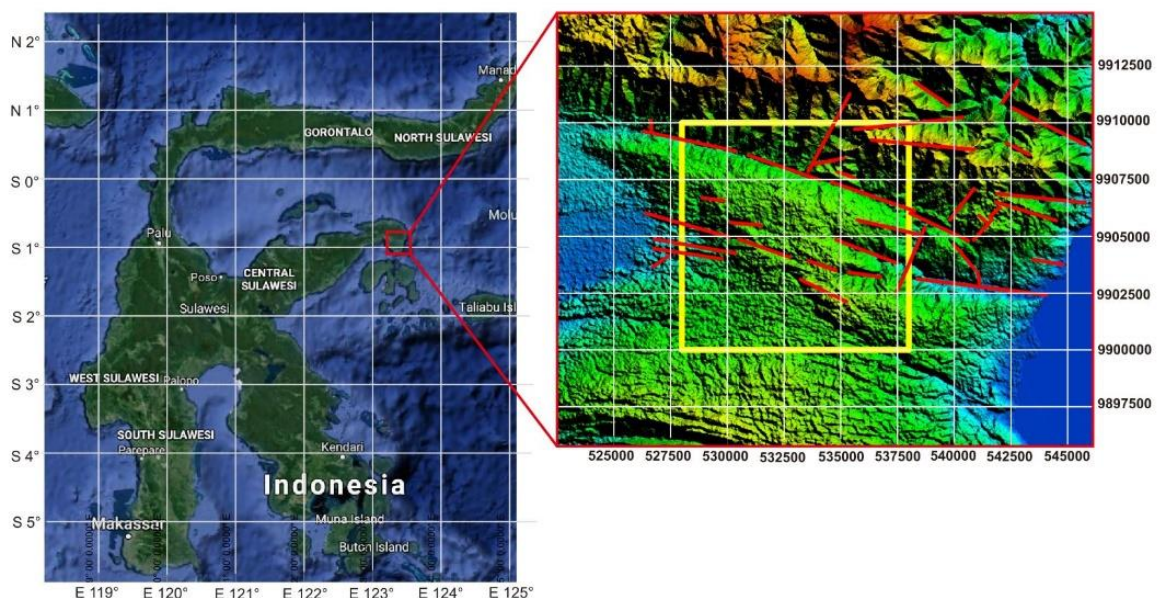 N 2°
N 1°
S 0°
S 1°
S 2°
S 3°
S 4°
S 5°
Manad
GORONTALO
NORTH SULAWESI
Molu
Palu
Poso
CENTRAL
SULAWESI
Sulawesi
Taliabu Isl
WEST SULAWESI
Palopo
SOUTH SULAWESI
Parepare
Kendari
Indonesia
Makassar
Muna Island
Buton Island
E 119°
E 120°
E 121°
E 122°
E 123°
E 124°
E 125°
9912500
9910000
9907500
9905000
9902500
9900000
9897500
525000
527500
530000
532500
535000
537500
540000
542500
545000